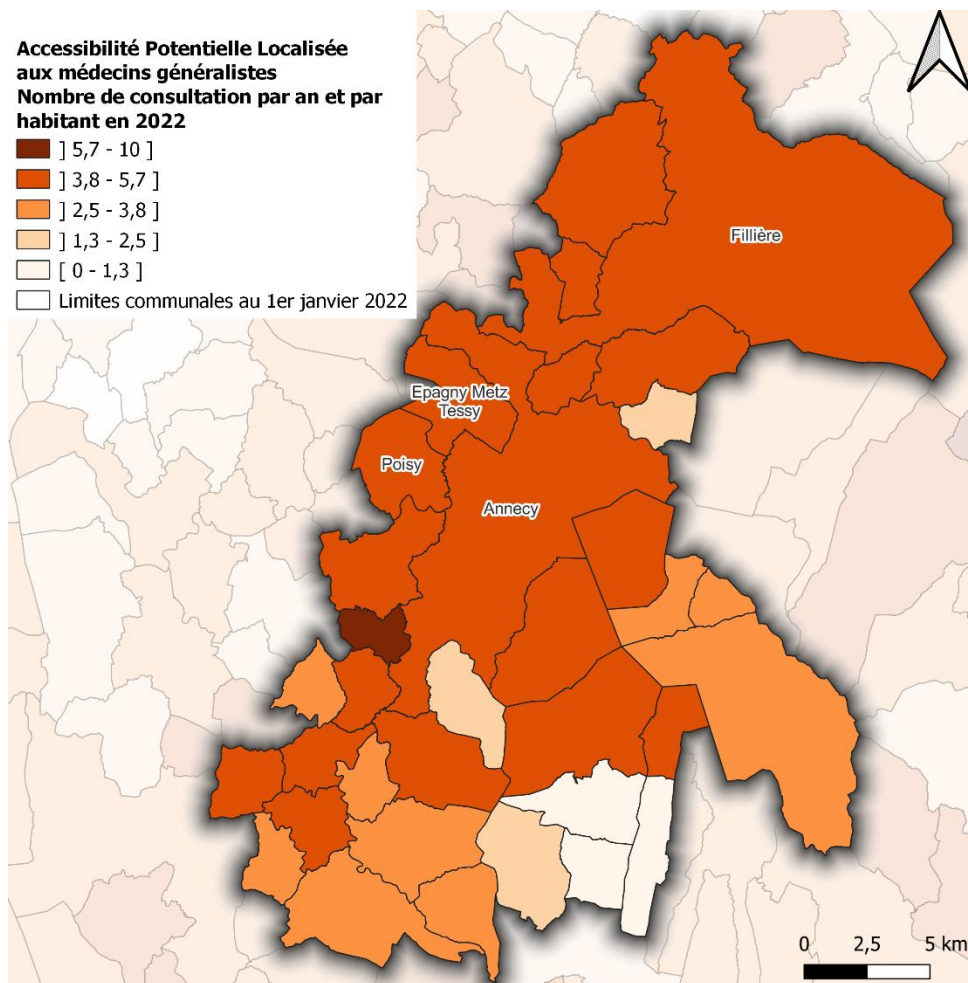 Accessibilité Potentielle Localisée
aux médecins généralistes
Nombre de consultation par an et par
habitant en 2022
] 5,7 - 10 ]
] 3,8 - 5,7 ]
] 2,5 - 3,8 ]
] 1,3 - 2,5 ]
[ 0 - 1,3 ]
Limites communales au 1er janvier 2022
Fillière
Epagny Metz
Tessy
Poisy
Annecy
0 2,5 5 km